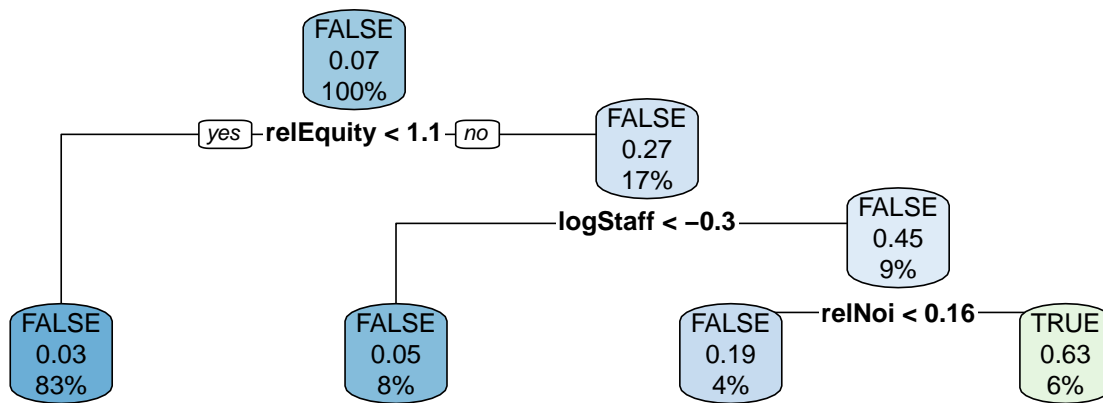 FALSE
0.07
100%
yes relEquity < 1.1 no
FALSE
0.27
17%
logStaff < −0.3
FALSE
0.45
9%
relNoi < 0.16
FALSE
0.03
83%
FALSE
0.05
8%
FALSE
0.19
4%
TRUE
0.63
6%